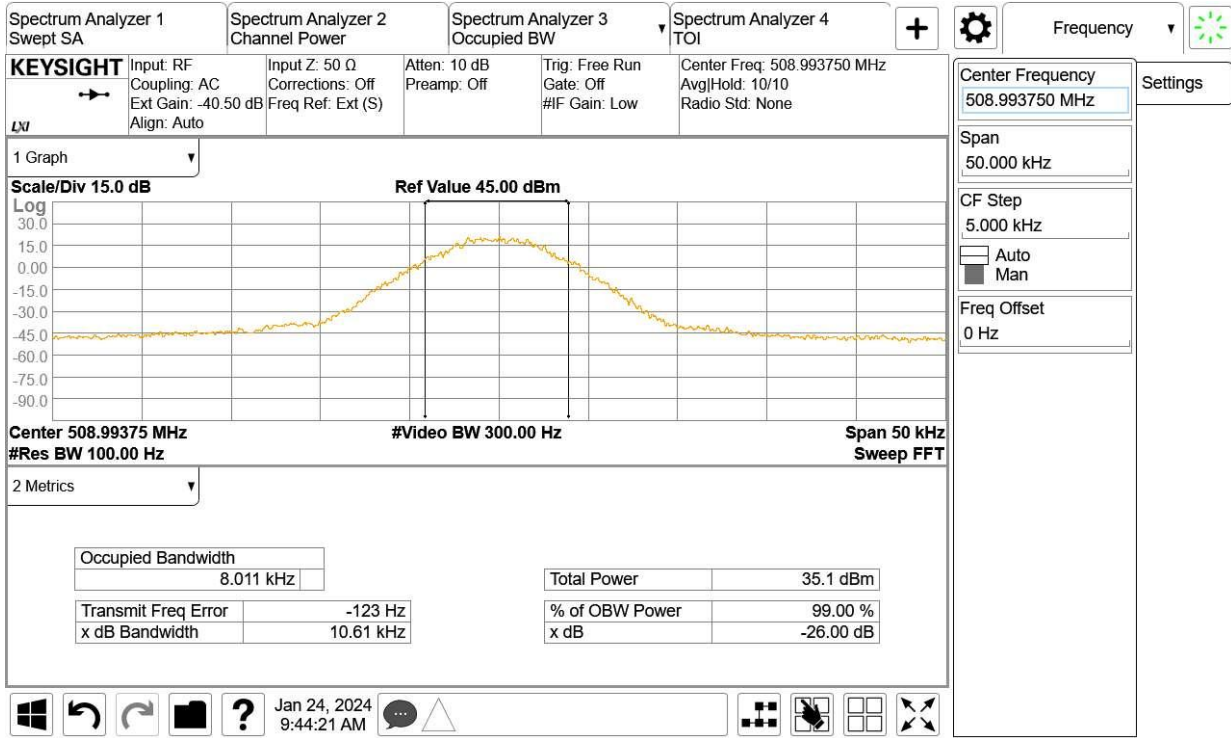 Spectrum Analyzer 1
Swept SA
Spectrum Analyzer 2
Channel Power
Spectrum Analyzer 3
Occupied BW
Spectrum Analyzer 4
TOI
+
Frequency
KEYSIGHT
LXI
Input: RF
Coupling: AC
Ext Gain: -40.50 dB
Align: Auto
Input Z: 50 Ω
Corrections: Off
Freq Ref: Ext (S)
Atten: 10 dB
Preamp: Off
Trig: Free Run
Gate: Off
#IF Gain: Low
Center Freq: 508.993750 MHz
Avg|Hold: 10/10
Radio Std: None
Center Frequency
508.993750 MHz
Settings
Span
50.000 kHz
CF Step
5.000 kHz
Auto
Man
Freq Offset
0 Hz
1 Graph
Scale/Div 15.0 dB
Ref Value 45.00 dBm
Log
30.0
15.0
0.00
-15.0
-30.0
-45.0
-60.0
-75.0
-90.0
Center 508.99375 MHz
#Video BW 300.00 Hz
Span 50 kHz
#Res BW 100.00 Hz
Sweep FFT
2 Metrics
Occupied Bandwidth
8.011 kHz
Total Power 35.1 dBm
Transmit Freq Error -123 Hz
% of OBW Power 99.00 %
x dB Bandwidth 10.61 kHz
x dB -26.00 dB
?
Jan 24, 2024
9:44:21 AM